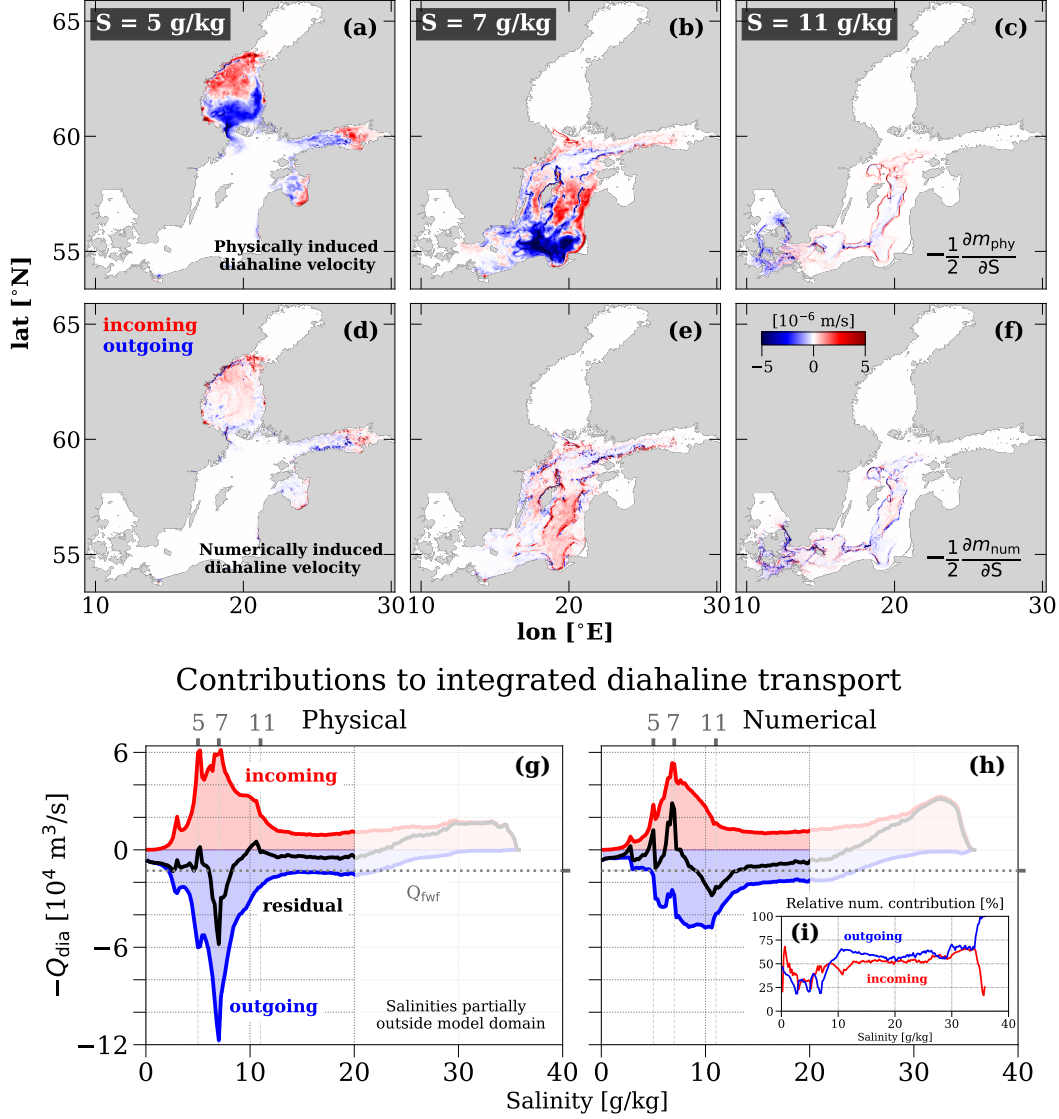 S = 5 g/kg
(a)
S = 7 g/kg
(b)
S = 11 g/kg
(c)
65
60
55
Physically induced
diahaline velocity
−1/2 ∂m_phy/∂S
lat [°N]
incoming
outgoing
(d)
(e)
[10⁻⁶ m/s]
−5 0 5
(f)
65
60
55
Numerically induced
diahaline velocity
−1/2 ∂m_num/∂S
10 20 30
10 20 30
10 20 30
lon [°E]
Contributions to integrated diahaline transport
5 7 11 Physical
5 7 11 Numerical
6
0
−6
−12
−Q_dia [10⁴ m³/s]
incoming
(g)
Q_fwf
residual
outgoing
Salinities partially
outside model domain
0 10 20 30 40
(h)
Relative num. contribution [%]
100
75
50
25
0
(i)
outgoing
incoming
0 10 20 30 40
Salinity [g/kg]
0 10 20 30 40
Salinity [g/kg]